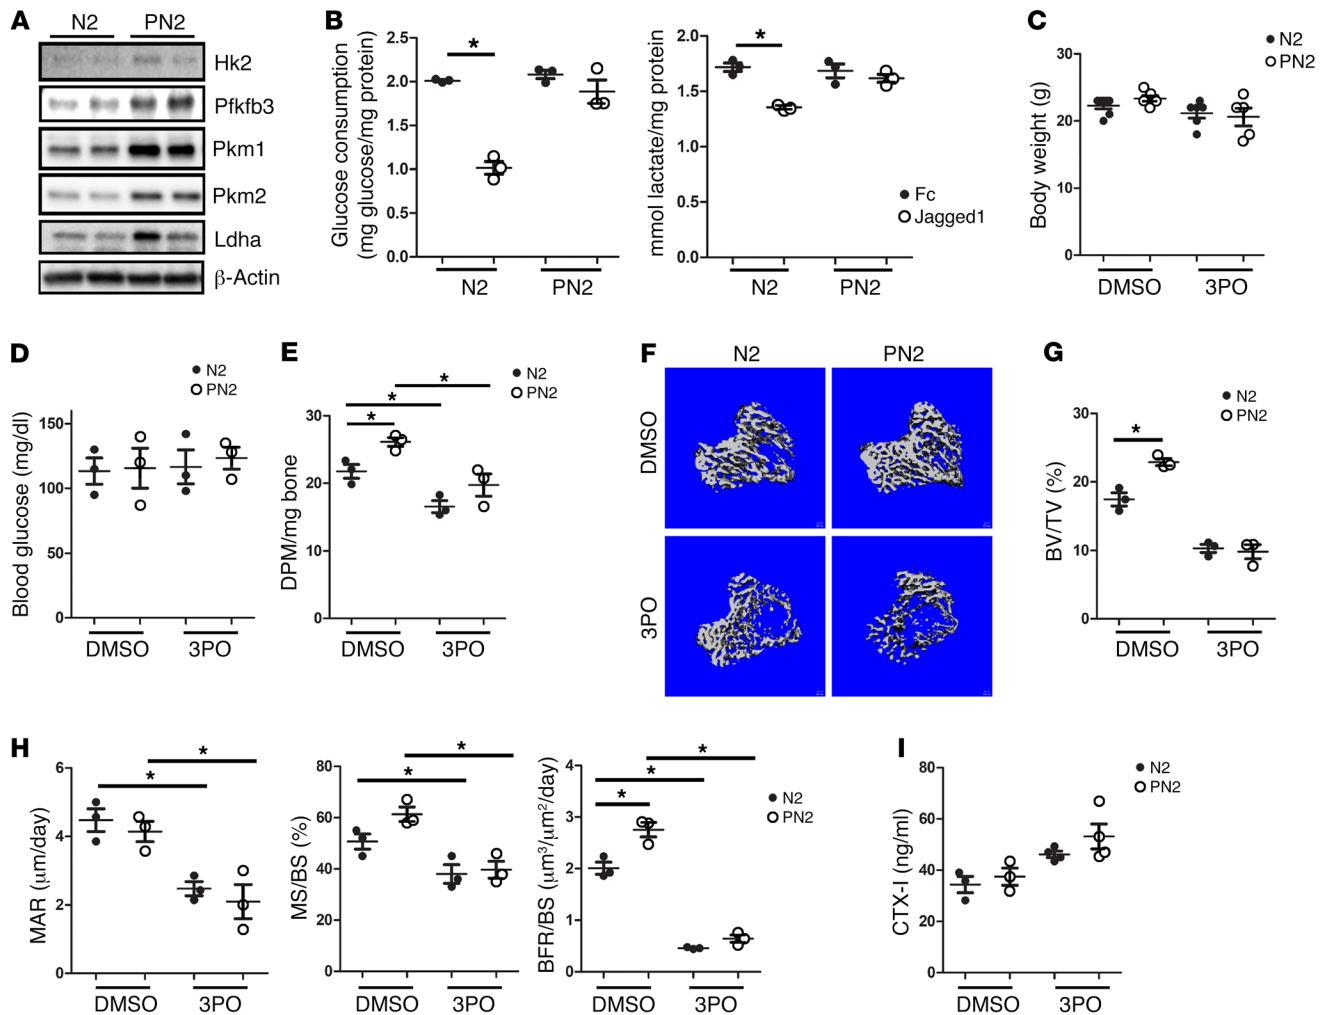 A
N2 PN2
Hk2
Pfkfb3
Pkm1
Pkm2
Ldha
β-Actin
B
Glucose consumption
(mg glucose/mg protein)
2.5
2.0
1.5
1.0
0.5
0.0
*
N2 PN2
mmol lactate/mg protein
2.0
1.5
1.0
0.5
0.0
*
Fc
Jagged1
N2 PN2
C
N2
PN2
Body weight (g)
30
20
10
0
DMSO 3PO
D
N2
PN2
Blood glucose (mg/dl)
150
100
50
0
DMSO 3PO
E
N2
PN2
DPM/mg bone
30
20
10
0
*
*
*
DMSO 3PO
F
N2 PN2
DMSO
3PO
G
N2
PN2
BV/TV (%)
30
20
10
0
*
DMSO 3PO
H
MAR (μm/day)
6
4
2
0
*
*
DMSO 3PO
MS/BS (%)
80
60
40
20
0
*
*
DMSO 3PO
BFR/BS (μm³/μm²/day)
4
3
2
1
0
*
*
*
N2
PN2
DMSO 3PO
I
N2
PN2
CTX-I (ng/ml)
80
60
40
20
0
DMSO 3PO